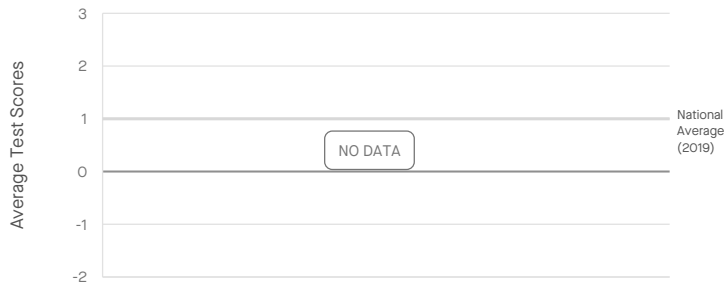 Average Test Scores
3
2
1
0
-1
-2
NO DATA
National
Average
(2019)